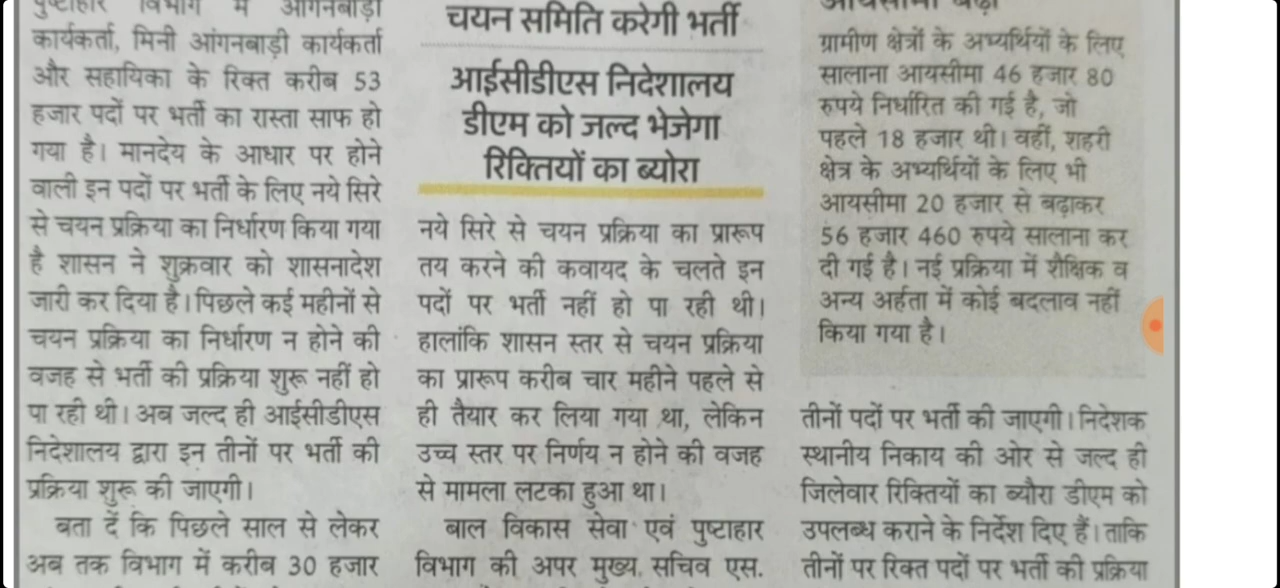 पुष्टाहार विभाग में आंगनबाड़ी
कार्यकर्ता, मिनी आंगनबाड़ी कार्यकर्ता
और सहायिका के रिक्त करीब 53
हजार पदों पर भर्ती का रास्ता साफ हो
गया है। मानदेय के आधार पर होने
वाली इन पदों पर भर्ती के लिए नये सिरे
से चयन प्रक्रिया का निर्धारण किया गया
है शासन ने शुक्रवार को शासनादेश
जारी कर दिया है। पिछले कई महीनों से
चयन प्रक्रिया का निर्धारण न होने की
वजह से भर्ती की प्रक्रिया शुरू नहीं हो
पा रही थी। अब जल्द ही आईसीडीएस
निदेशालय द्वारा इन तीनों पर भर्ती की
प्रक्रिया शुरू की जाएगी।
बता दें कि पिछले साल से लेकर
अब तक विभाग में करीब 30 हजार
चयन समिति करेगी भर्ती
आईसीडीएस निदेशालय
डीएम को जल्द भेजेगा
रिक्तियों का ब्योरा
नये सिरे से चयन प्रक्रिया का प्रारूप
तय करने की कवायद के चलते इन
पदों पर भर्ती नहीं हो पा रही थी।
हालांकि शासन स्तर से चयन प्रक्रिया
का प्रारूप करीब चार महीने पहले से
ही तैयार कर लिया गया था, लेकिन
उच्च स्तर पर निर्णय न होने की वजह
से मामला लटका हुआ था।
बाल विकास सेवा एवं पुष्टाहार
विभाग की अपर मुख्य सचिव एस.
आयसीमा बढ़ी
ग्रामीण क्षेत्रों के अभ्यर्थियों के लिए
सालाना आयसीमा 46 हजार 80
रुपये निर्धारित की गई है, जो
पहले 18 हजार थी। वहीं, शहरी
क्षेत्र के अभ्यर्थियों के लिए भी
आयसीमा 20 हजार से बढ़ाकर
56 हजार 460 रुपये सालाना कर
दी गई है। नई प्रक्रिया में शैक्षिक व
अन्य अर्हता में कोई बदलाव नहीं
किया गया है।
तीनों पदों पर भर्ती की जाएगी। निदेशक
स्थानीय निकाय की ओर से जल्द ही
जिलेवार रिक्तियों का ब्यौरा डीएम को
उपलब्ध कराने के निर्देश दिए हैं। ताकि
तीनों पर रिक्त पदों पर भर्ती की प्रक्रिया